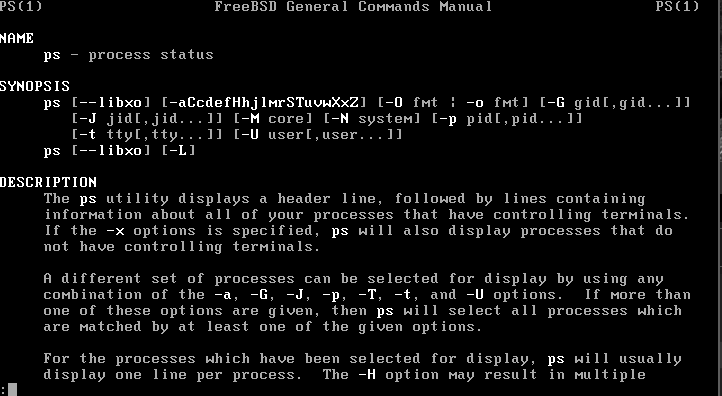 PS(1) FreeBSD General Commands Manual PS(1)
NAME
ps – process status
SYNOPSIS
ps [--libxo] [-aCcdefHhjlmrSTuvwXxZ] [-O fmt ¦ -o fmt] [-G gid[,gid...]]
[-J jid[,jid...]] [-M core] [-N system] [-p pid[,pid...]]
[-t tty[,tty...]] [-U user[,user...]]
ps [--libxo] [-L]
DESCRIPTION
The ps utility displays a header line, followed by lines containing
information about all of your processes that have controlling terminals.
If the -x options is specified, ps will also display processes that do
not have controlling terminals.
A different set of processes can be selected for display by using any
combination of the -a, -G, -J, -p, -T, -t, and -U options.  If more than
one of these options are given, then ps will select all processes which
are matched by at least one of the given options.
For the processes which have been selected for display, ps will usually
display one line per process.  The -H option may result in multiple
: